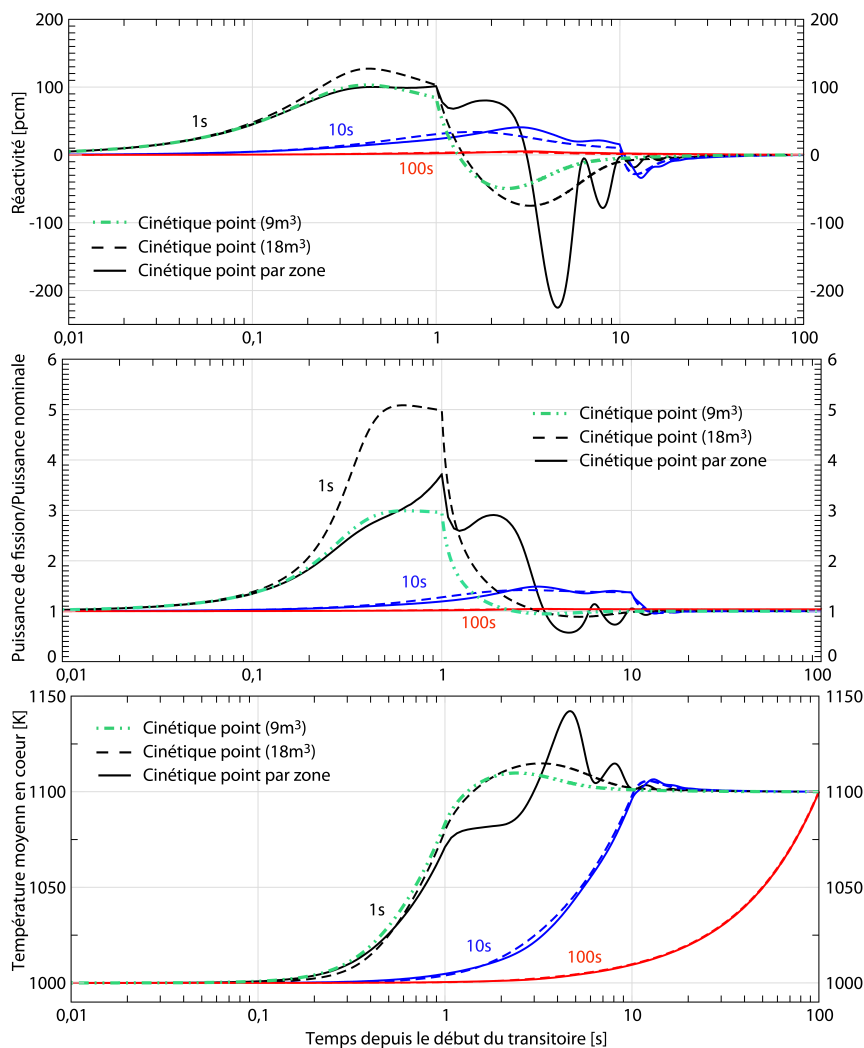 200
200
100
100
0
0
-100
-100
-200
-200
Réactivité [pcm]
1s
10s
100s
Cinétique point (9m³)
Cinétique point (18m³)
Cinétique point par zone
0,01
0,1
1
10
100
6
6
5
5
4
4
3
3
2
2
1
1
0
0
Puissance de fission/Puissance nominale
Cinétique point (9m³)
Cinétique point (18m³)
Cinétique point par zone
1s
10s
100s
0,01
0,1
1
10
100
1150
1150
1100
1100
1050
1050
1000
1000
Température moyenn en coeur [K]
Cinétique point (9m³)
Cinétique point (18m³)
Cinétique point par zone
1s
10s
100s
0,01
0,1
1
10
100
Temps depuis le début du transitoire [s]